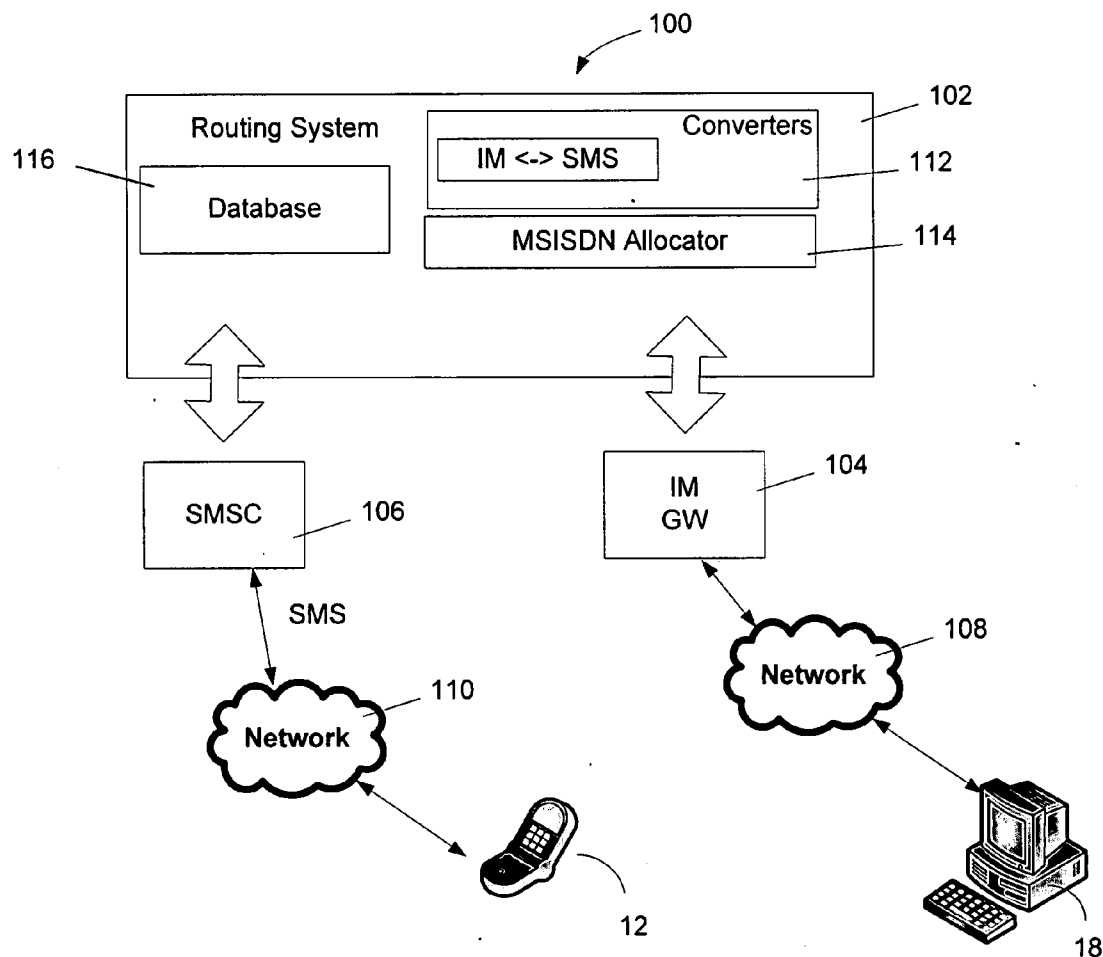 100
102
Routing System
Converters
116
IM <-> SMS
112
Database
MSISDN Allocator
114
104
IM
GW
SMSC
106
SMS
108
Network
110
Network
12
18